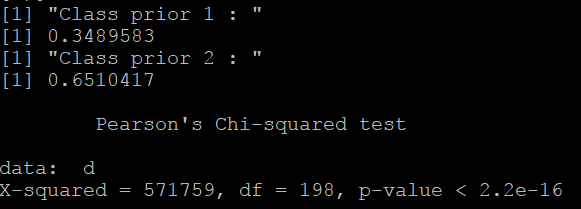 [1] "Class prior 1 : "
[1] 0.3489583
[1] "Class prior 2 : "
[1] 0.6510417
Pearson's Chi-squared test
data:  d
X-squared = 571759, df = 198, p-value < 2.2e-16